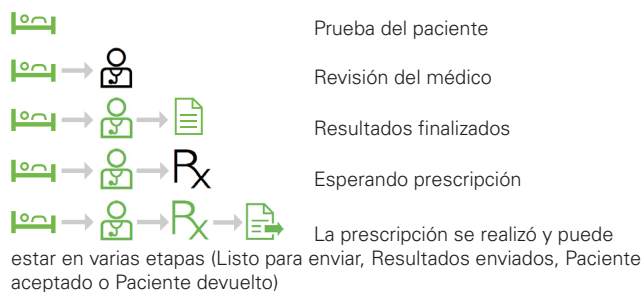 Prueba del paciente
Revisión del médico
Resultados finalizados
Rx
Esperando prescripción
Rx
La prescripción se realizó y puede
estar en varias etapas (Listo para enviar, Resultados enviados, Paciente
aceptado o Paciente devuelto)